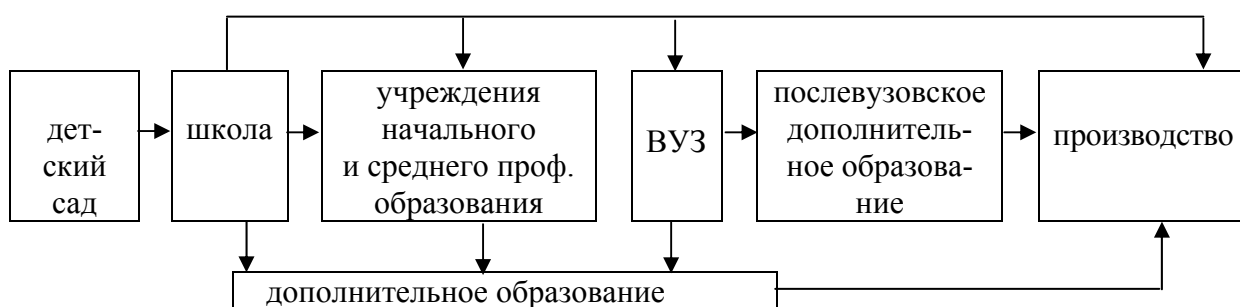 дет-
ский
сад
школа
учреждения
начального
и среднего проф.
образования
ВУЗ
послевузовское
дополнитель-
ное образова-
ние
производство
дополнительное образование